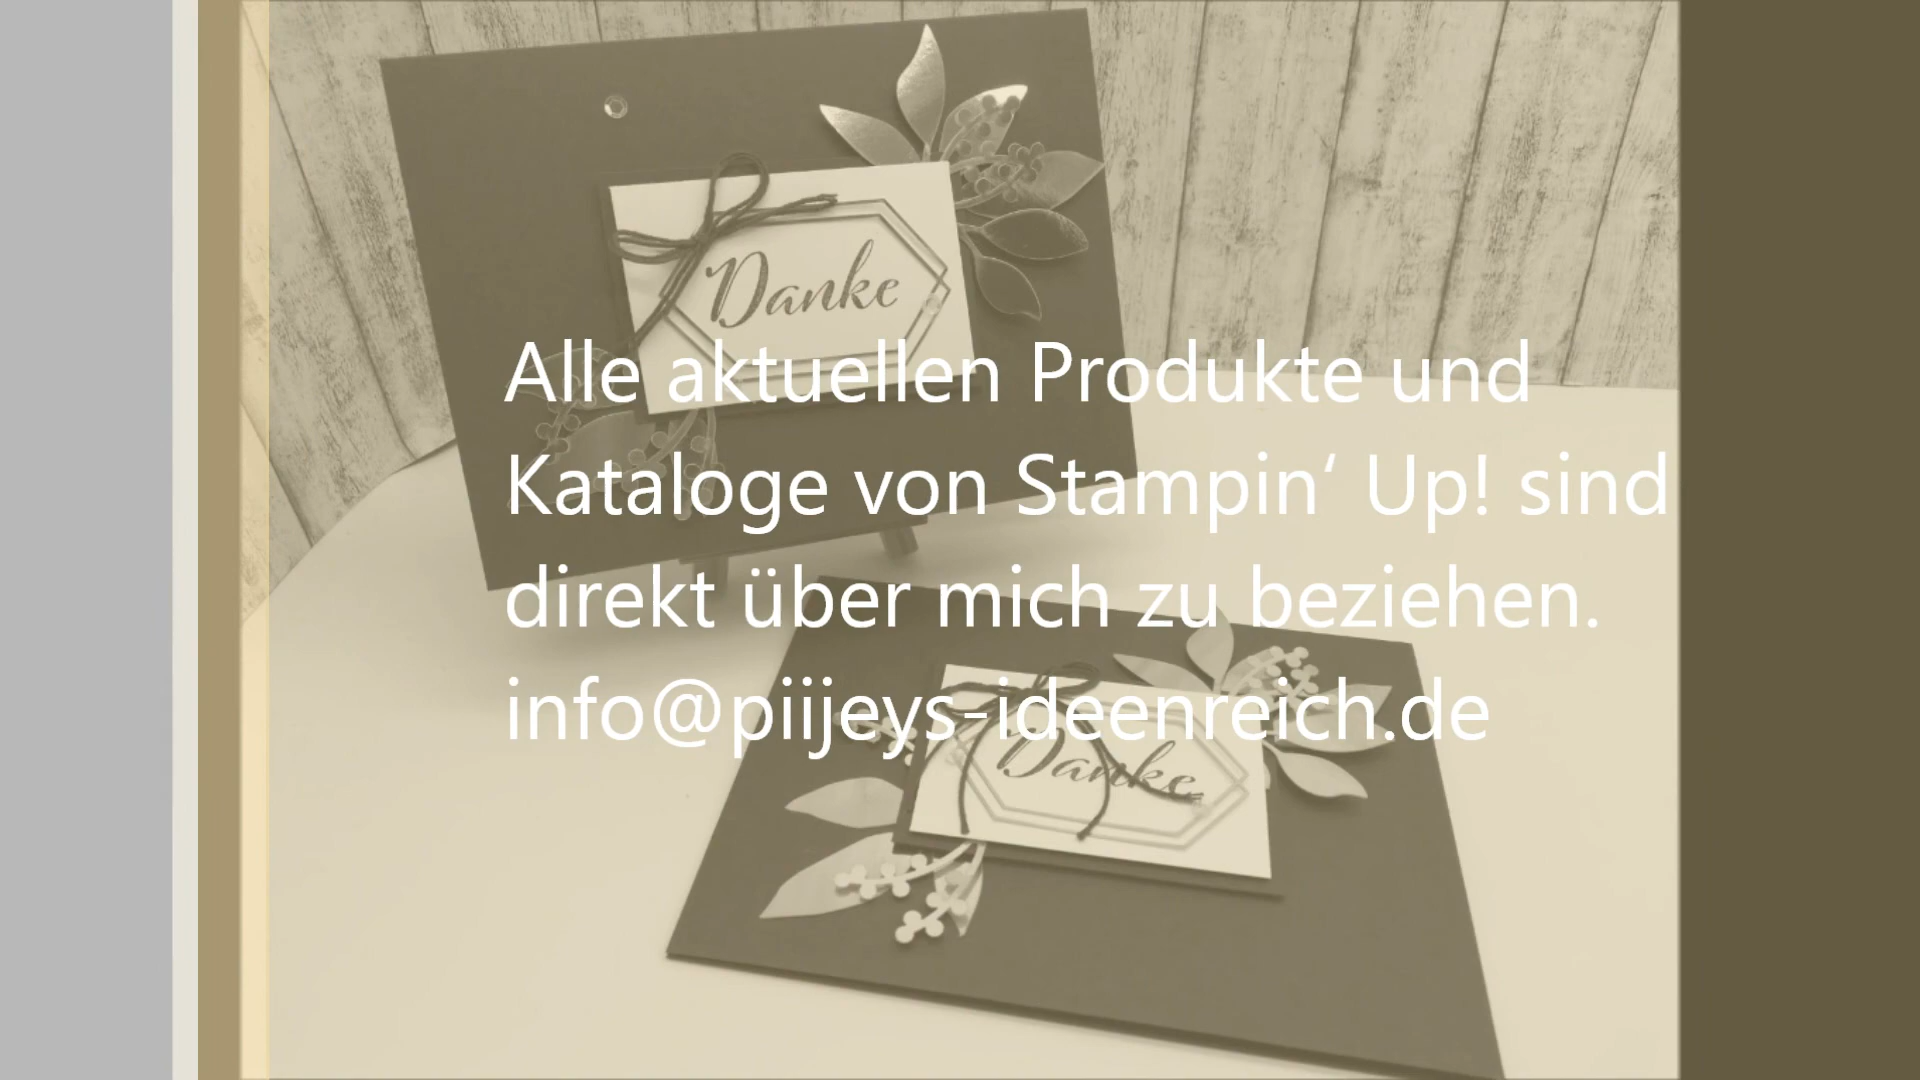 Danke
Alle aktuellen Produkte und
Kataloge von Stampin‘ Up! sind
direkt über mich zu beziehen.
info@piijeys-ideenreich.de
Danke